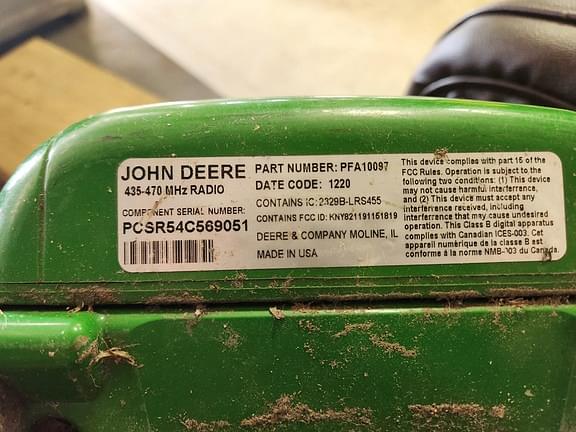 JOHN DEERE
435-470 MHz RADIO
COMPONENT SERIAL NUMBER:
PCSR54C569051
PART NUMBER: PFA10097
DATE CODE: 1220
CONTAINS IC: 2329B-LRS455
CONTAINS FCC ID: KNY821191151819
DEERE & COMPANY MOLINE, IL
MADE IN USA
This device complies with part 15 of the
FCC Rules. Operation is subject to the
following two conditions: (1) This device
may not cause harmful interference,
and (2) This device must accept any
interference received, including
interference that may cause undesired
operation. This Class B digital apparatus
complies with Canadian ICES-003. Cet
appareil numérique de la classe B est
conforme à la norme NMB-003 du Canada.